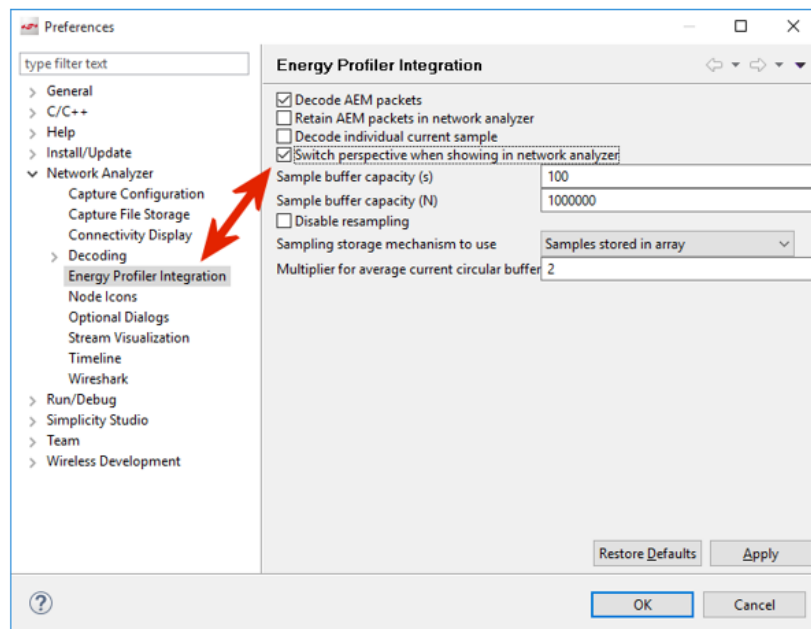 Preferences
type filter text
General
C/C++
Help
Install/Update
Network Analyzer
Capture Configuration
Capture File Storage
Connectivity Display
Decoding
Energy Profiler Integration
Node Icons
Optional Dialogs
Stream Visualization
Timeline
Wireshark
Run/Debug
Simplicity Studio
Team
Wireless Development
Energy Profiler Integration
Decode AEM packets
Retain AEM packets in network analyzer
Decode individual current sample
Switch perspective when showing in network analyzer
Sample buffer capacity (s) 100
Sample buffer capacity (N) 1000000
Disable resampling
Sampling storage mechanism to use Samples stored in array
Multiplier for average current circular buffer 2
Restore Defaults Apply
? OK Cancel